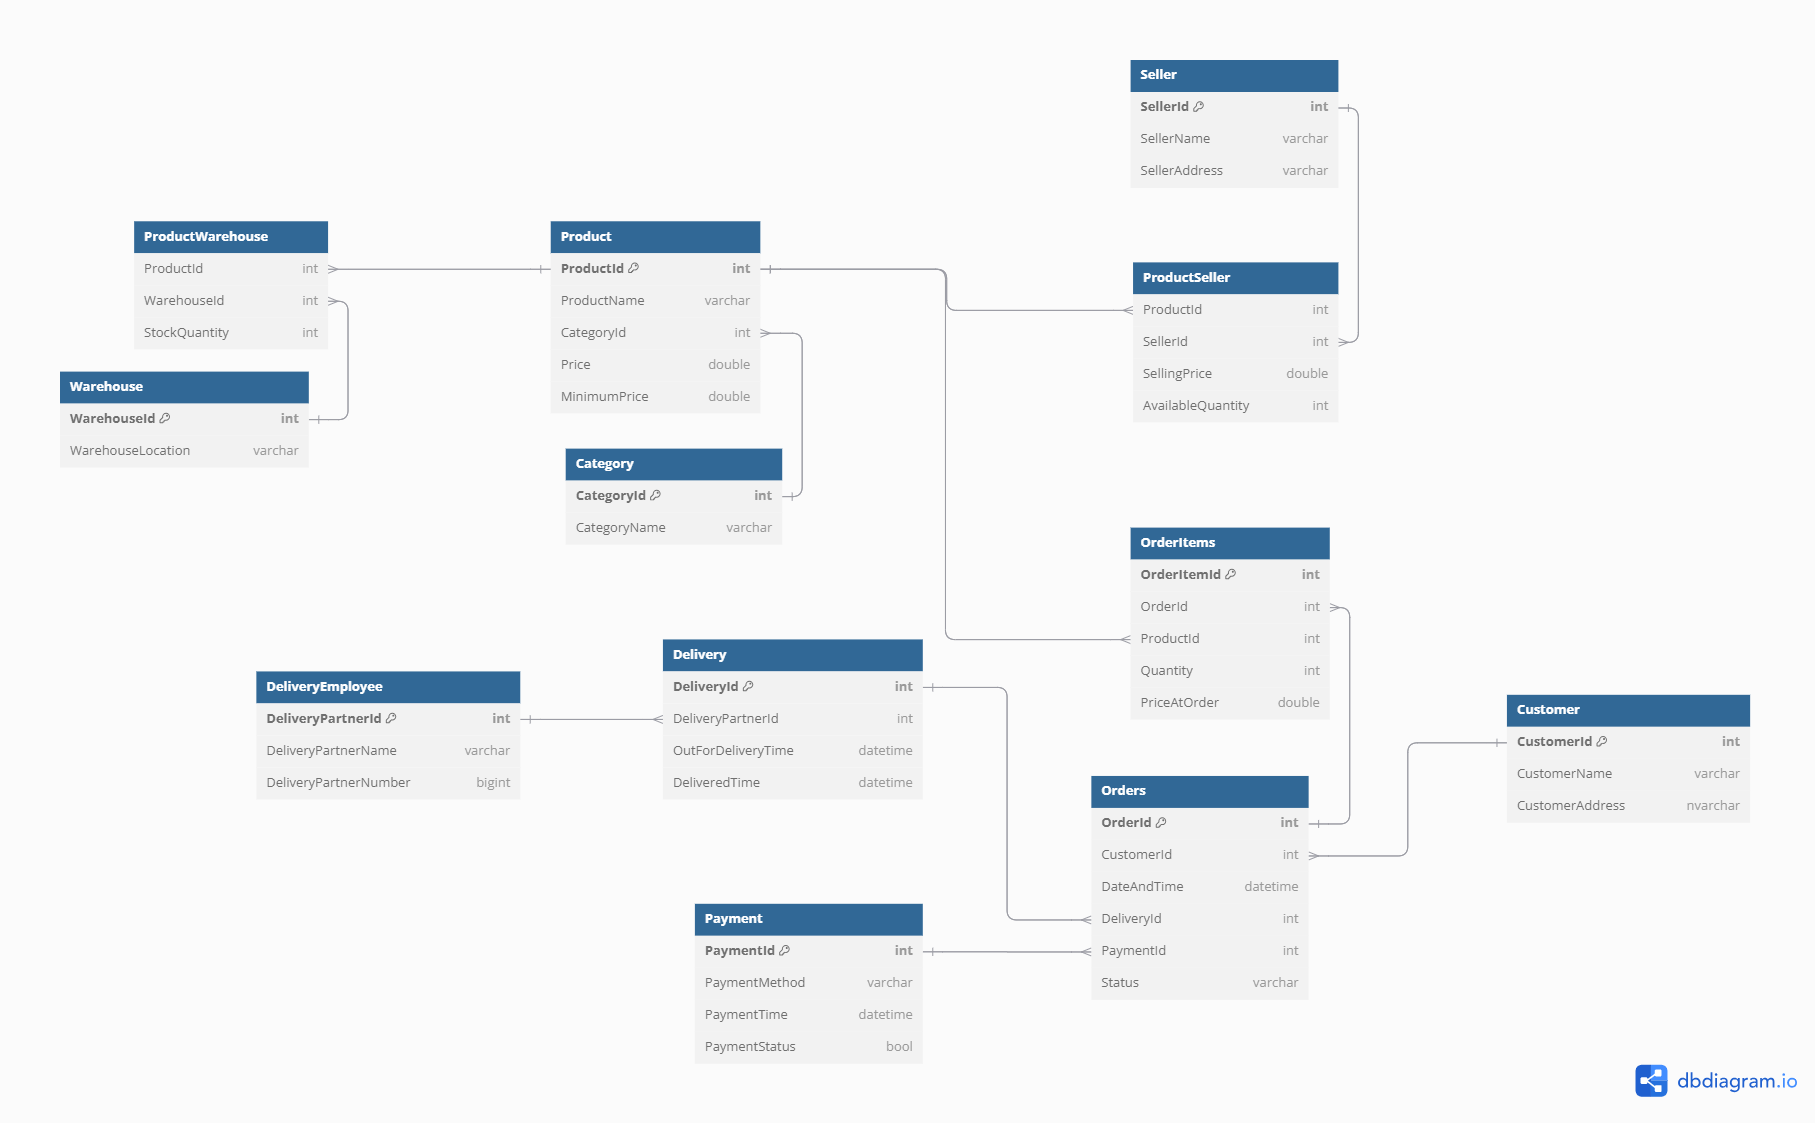 Seller
SellerId int
SellerName varchar
SellerAddress varchar
ProductWarehouse
ProductId int
WarehouseId int
StockQuantity int
Warehouse
WarehouseId int
WarehouseLocation varchar
Product
ProductId int
ProductName varchar
CategoryId int
Price double
MinimumPrice double
Category
CategoryId int
CategoryName varchar
ProductSeller
ProductId int
SellerId int
SellingPrice double
AvailableQuantity int
OrderItems
OrderItemId int
OrderId int
ProductId int
Quantity int
PriceAtOrder double
DeliveryEmployee
DeliveryPartnerId int
DeliveryPartnerName varchar
DeliveryPartnerNumber bigint
Delivery
DeliveryId int
DeliveryPartnerId int
OutForDeliveryTime datetime
DeliveredTime datetime
Customer
CustomerId int
CustomerName varchar
CustomerAddress nvarchar
Orders
OrderId int
CustomerId int
DateAndTime datetime
DeliveryId int
PaymentId int
Status varchar
Payment
PaymentId int
PaymentMethod varchar
PaymentTime datetime
PaymentStatus bool
dbdiagram.io